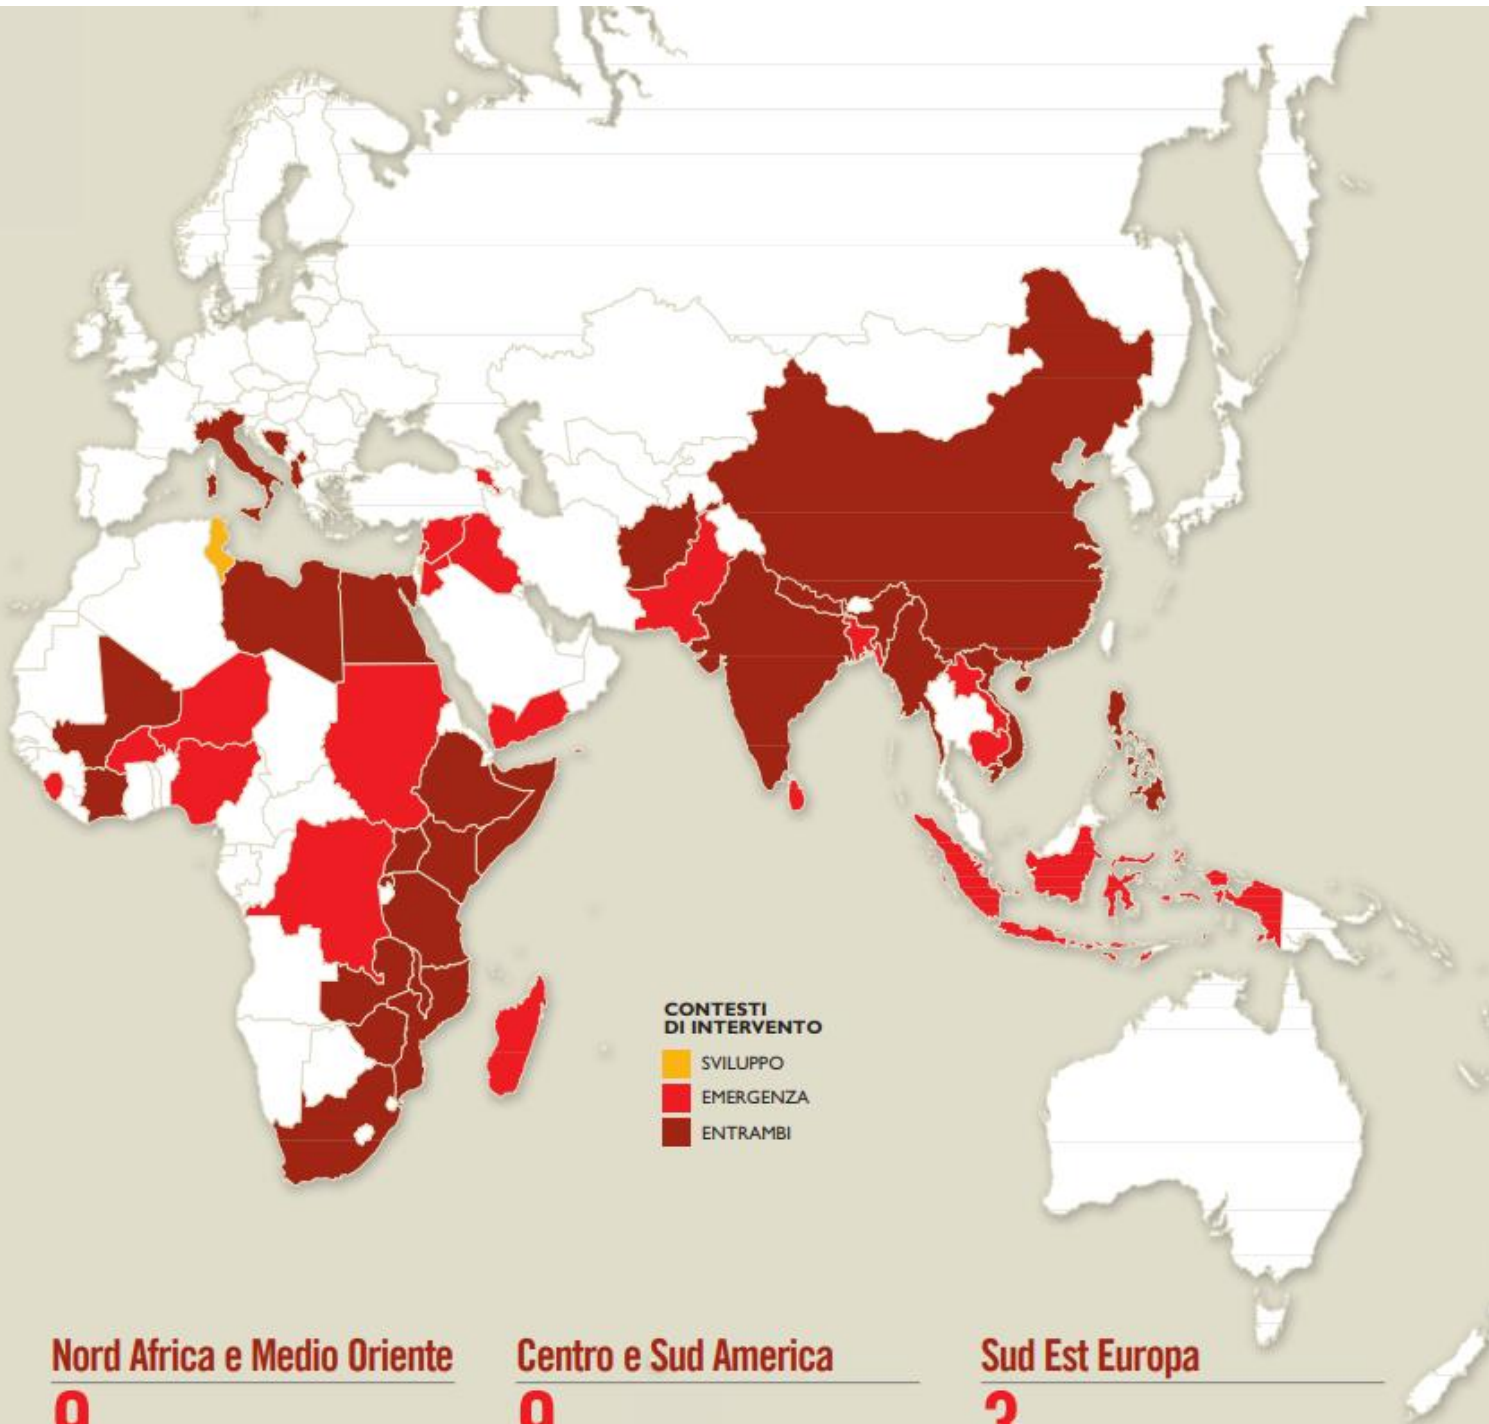 CONTESTI
DI INTERVENTO
SVILUPPO
EMERGENZA
ENTRAMBI
Nord Africa e Medio Oriente
Centro e Sud America
Sud Est Europa